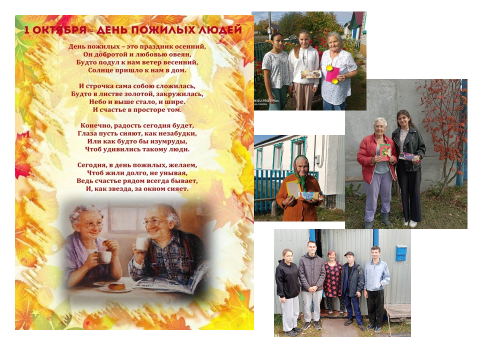 1 ОКТЯБРЯ – ДЕНЬ ПОЖИЛЫХ ЛЮДЕЙ
День пожилых – это праздник осенний,
Он добротой и любовью овеян,
Будто подул к нам ветер весенний,
Солнце пришло к нам в дом.
И строчка сама собою сложилась,
Будто в листве золотой, закружилась,
Небо и выше стало, и шире.
И счастье в просторе том.
Конечно, радость сегодня будет,
Глаза пусть сияют, как незабудки,
Или как будто бы изумруды,
Чтоб удивились такому люди.
Сегодня, в день пожилых, желаем,
Чтоб жили долго, не унывая,
Ведь счастье рядом всегда бывает,
И, как звезда, за окном сияет.